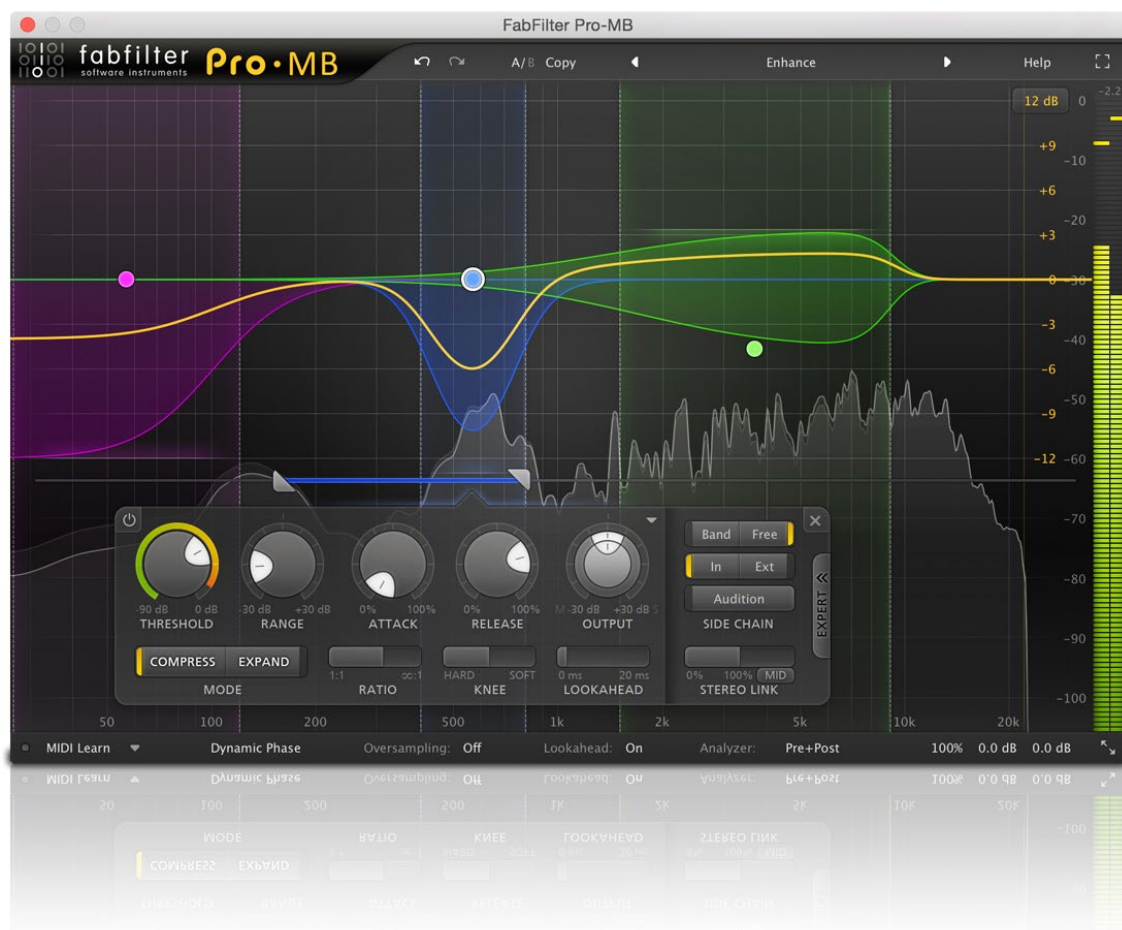 FabFilter Pro-MB
fabfilter Pro·MB
software instruments
A/B Copy Enhance Help
12 dB 0 -2.2
+9 -10
+6 -20
+3
0 -30
-3 -40
-6 -50
-9
-12 -60
-70
-80
-90
-100
-90 dB 0 dB -30 dB +30 dB 0% 100% 0% 100% M -30 dB +30 dB S
THRESHOLD RANGE ATTACK RELEASE OUTPUT
Band Free
In Ext
Audition
SIDE CHAIN
EXPERT
COMPRESS EXPAND
MODE
1:1 ∞:1 HARD SOFT 0 ms 20 ms 0% 100% MID
RATIO KNEE LOOKAHEAD STEREO LINK
50 100 200 500 1k 2k 5k 10k 20k
MIDI Learn Dynamic Phase Oversampling: Off Lookahead: On Analyzer: Pre+Post 100% 0.0 dB 0.0 dB